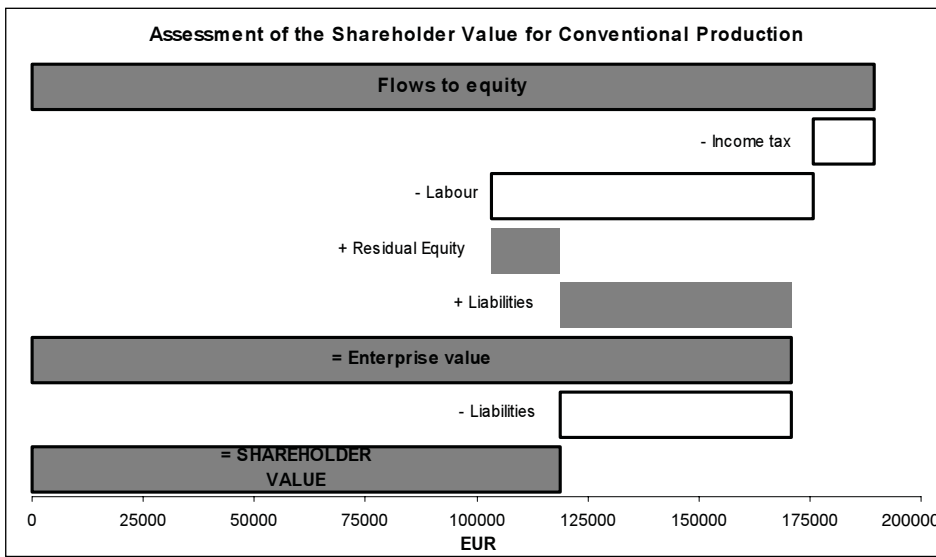 Assessment of the Shareholder Value for Conventional Production
Flows to equity
- Income tax
- Labour
+ Residual Equity
+ Liabilities
= Enterprise value
- Liabilities
= SHAREHOLDER
VALUE
0 25000 50000 75000 100000 125000 150000 175000 200000
EUR